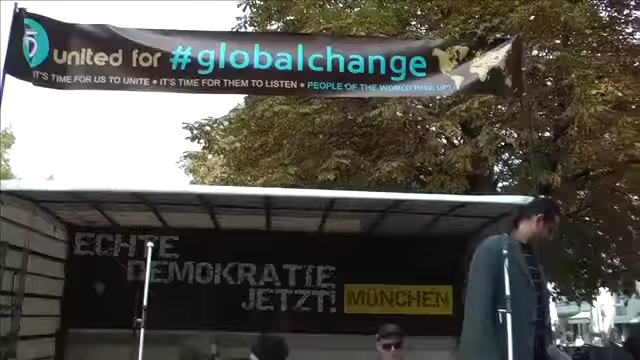 united for #globalchange
IT'S TIME FOR US TO UNITE • IT'S TIME FOR THEM TO LISTEN • PEOPLE OF THE WORLD RISE UP!
ECHTE
DEMOKRATIE
JETZT! MÜNCHEN